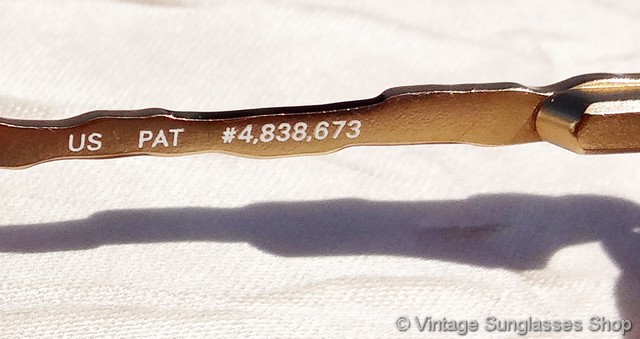 US PAT #4,838,673
© Vintage Sunglasses Shop